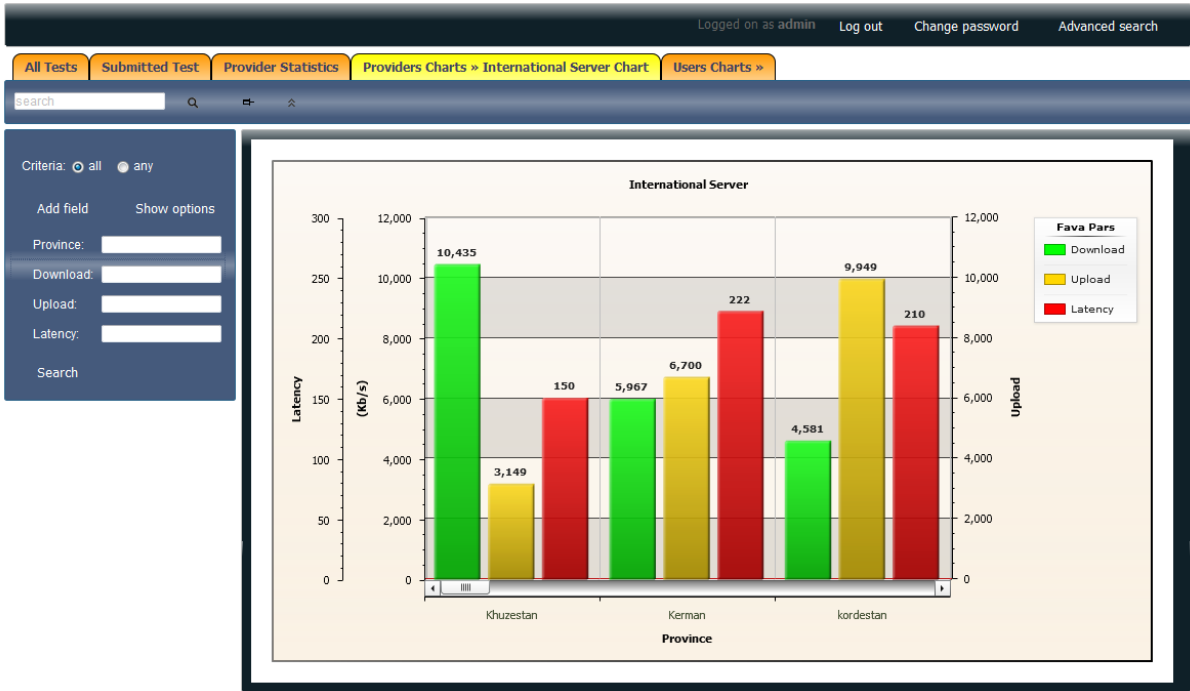 Logged on as admin Log out Change password Advanced search
All Tests Submitted Test Provider Statistics Providers Charts » International Server Chart Users Charts »
search
Criteria: all any
Add field Show options
Province:
Download:
Upload:
Latency:
Search
International Server
Latency
300
250
200
150
100
50
0
(Kb/s)
12,000
10,000
8,000
6,000
4,000
2,000
0
10,435
3,149
150
5,967
6,700
222
4,581
9,949
210
12,000
10,000
8,000
6,000
4,000
2,000
0
Upload
Khuzestan Kerman kordestan
Province
Fava Pars
Download
Upload
Latency